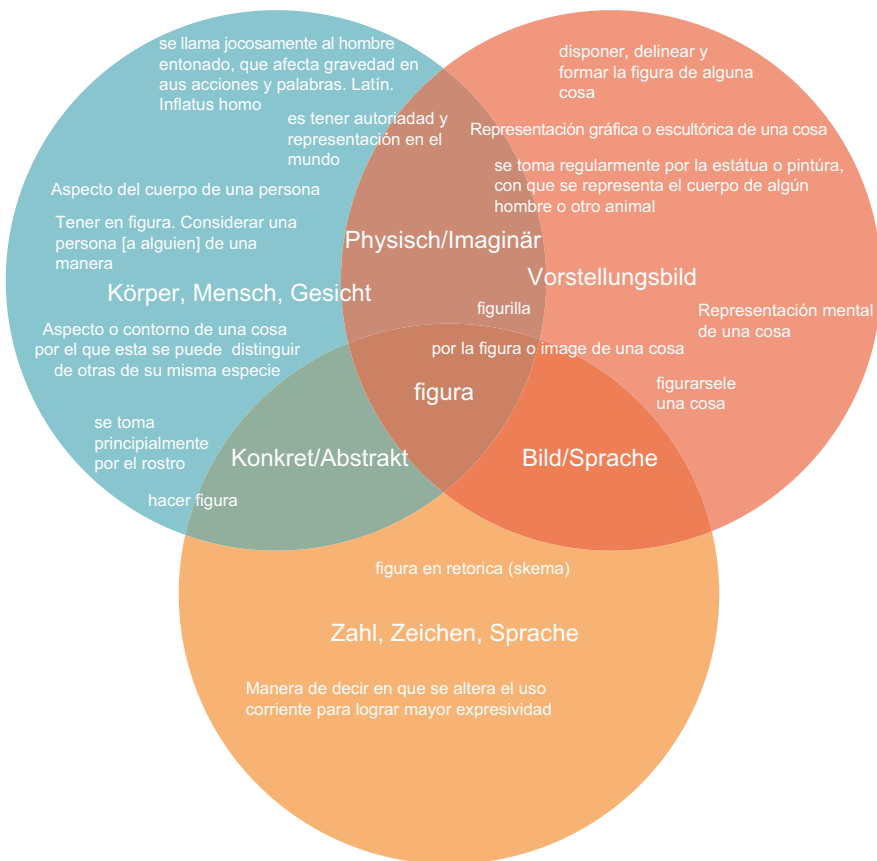 se llama jocosamente al hombre
entonado, que afecta gravedad en
aus acciones y palabras. Latín.
Inflatus homo
es tener autoriadad y
representación en el
mundo
Aspecto del cuerpo de una persona
Tener en figura. Considerar una
persona [a alguien] de una
manera
Körper, Mensch, Gesicht
Aspecto o contorno de una cosa
por el que esta se puede distinguir
de otras de su misma especie
se toma
principialmente
por el rostro
hacer figura
disponer, delinear y
formar la figura de alguna
cosa
Representación gráfica o escultórica de una cosa
se toma regularmente por la estátua o pintúra,
con que se representa el cuerpo de algún
hombre o otro animal
Physisch/Imaginär
Vorstellungsbild
figurilla
Representación mental
de una cosa
por la figura o image de una cosa
figurarsele
una cosa
figura
Konkret/Abstrakt
Bild/Sprache
figura en retorica (skema)
Zahl, Zeichen, Sprache
Manera de decir en que se altera el uso
corriente para lograr mayor expresividad